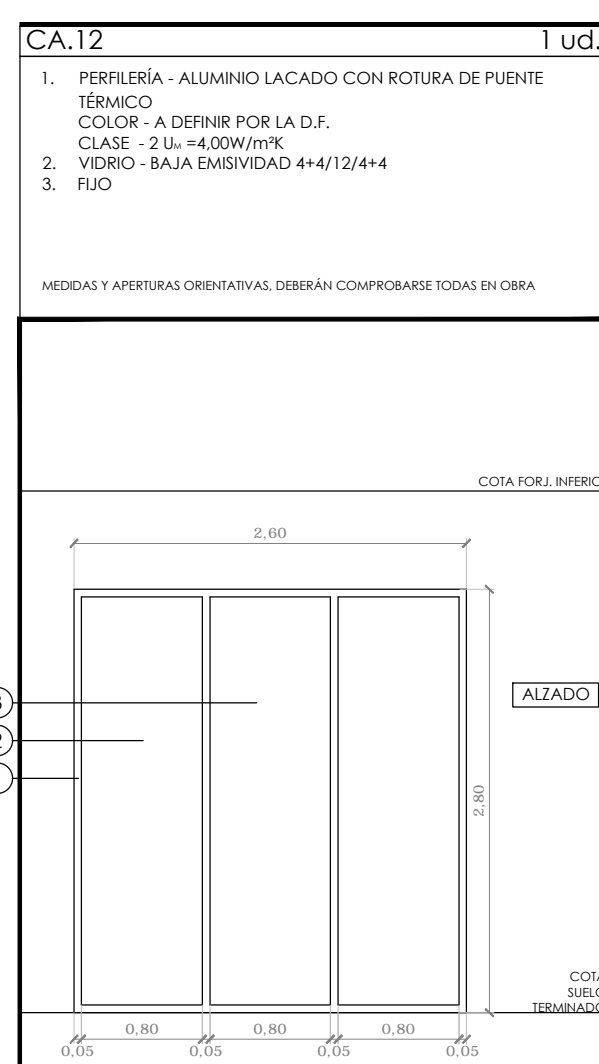 CA.12 1 ud.
1. PERFILERÍA - ALUMINIO LACADO CON ROTURA DE PUENTE
TÉRMICO
COLOR - A DEFINIR POR LA D.F.
CLASE - 2 UM =4,00W/m²K
2. VIDRIO - BAJA EMISIVIDAD 4+4/12/4+4
3. FIJO
MEDIDAS Y APERTURAS ORIENTATIVAS, DEBERÁN COMPROBARSE TODAS EN OBRA
COTA FORJ.
2,60
3
ALZADO
2
2,80
COTA
SUELO
TERMINADO
0,80 0,80 0,80
0,05 0,05 0,05 0,05